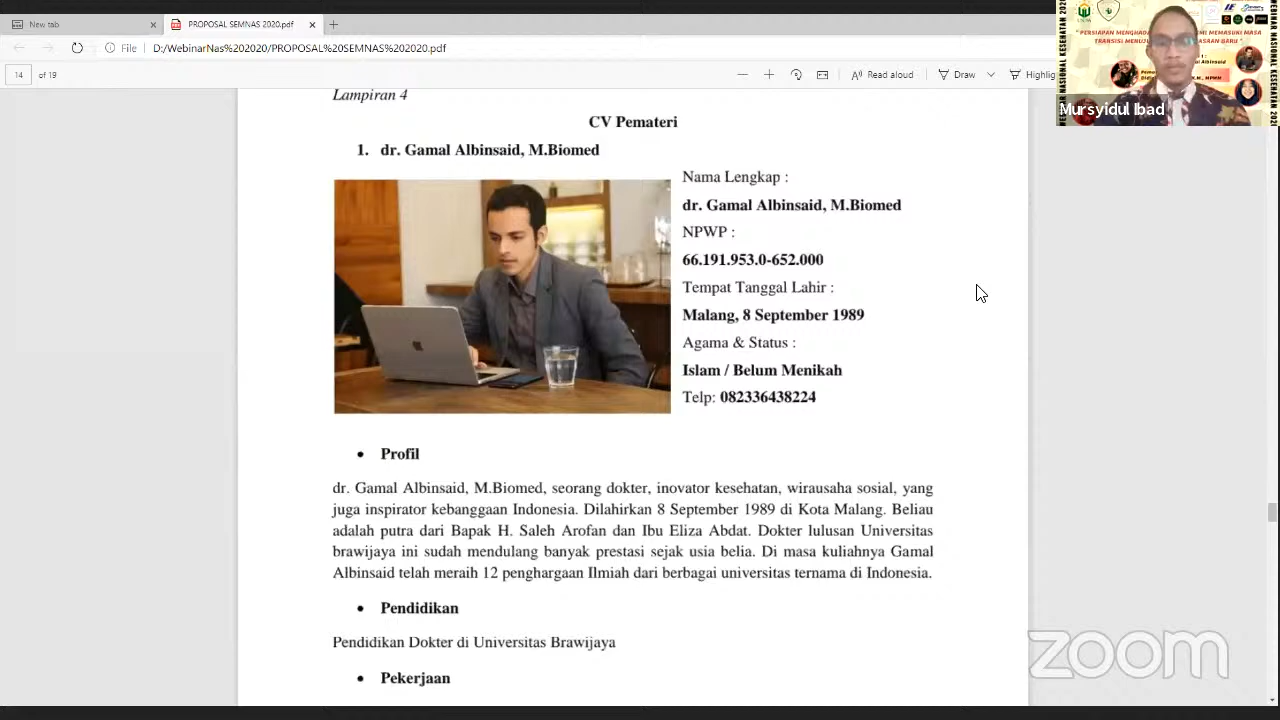 New tab
PROPOSAL SEMNAS 2020.pdf
File
D:/WebinarNas%202020/PROPOSAL%20SEMNAS%202020.pdf
14 of 19
Read aloud
Draw
Highlig
Lampiran 4
CV Pemateri
1. dr. Gamal Albinsaid, M.Biomed
Nama Lengkap :
dr. Gamal Albinsaid, M.Biomed
NPWP :
66.191.953.0-652.000
Tempat Tanggal Lahir :
Malang, 8 September 1989
Agama & Status :
Islam / Belum Menikah
Telp: 082336438224
• Profil
dr. Gamal Albinsaid, M.Biomed, seorang dokter, inovator kesehatan, wirausaha sosial, yang
juga inspirator kebanggaan Indonesia. Dilahirkan 8 September 1989 di Kota Malang. Beliau
adalah putra dari Bapak H. Saleh Arofan dan Ibu Eliza Abdat. Dokter lulusan Universitas
brawijaya ini sudah mendulang banyak prestasi sejak usia belia. Di masa kuliahnya Gamal
Albinsaid telah meraih 12 penghargaan Ilmiah dari berbagai universitas ternama di Indonesia.
• Pendidikan
Pendidikan Dokter di Universitas Brawijaya
• Pekerjaan
Mursyidul Ibad
zoom